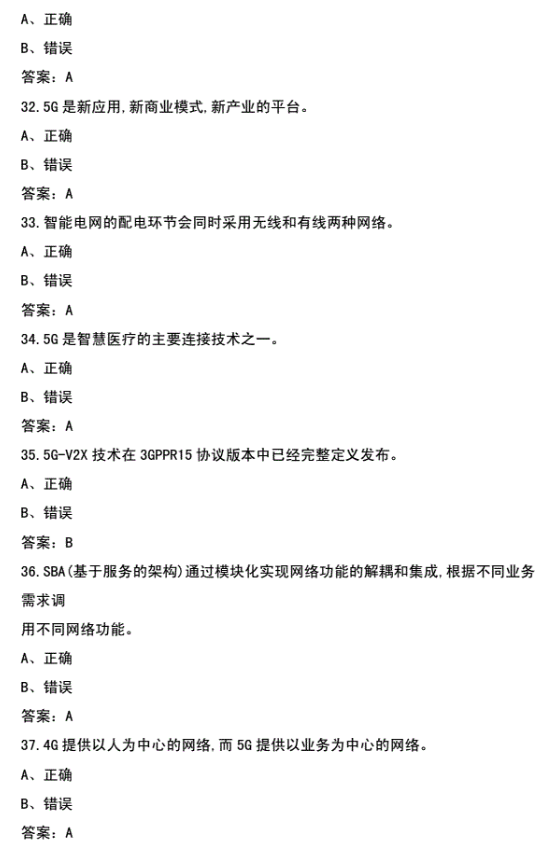 A、正确
B、错误
答案：A
32.5G 是新应用,新商业模式,新产业的平台。
A、正确
B、错误
答案：A
33.智能电网的配电环节会同时采用无线和有线两种网络。
A、正确
B、错误
答案：A
34.5G 是智慧医疗的主要连接技术之一。
A、正确
B、错误
答案：A
35.5G-V2X 技术在 3GPPR15 协议版本中已经完整定义发布。
A、正确
B、错误
答案：B
36.SBA(基于服务的架构)通过模块化实现网络功能的解耦和集成,根据不同业务
需求调
用不同网络功能。
A、正确
B、错误
答案：A
37.4G 提供以人为中心的网络,而 5G 提供以业务为中心的网络。
A、正确
B、错误
答案：A